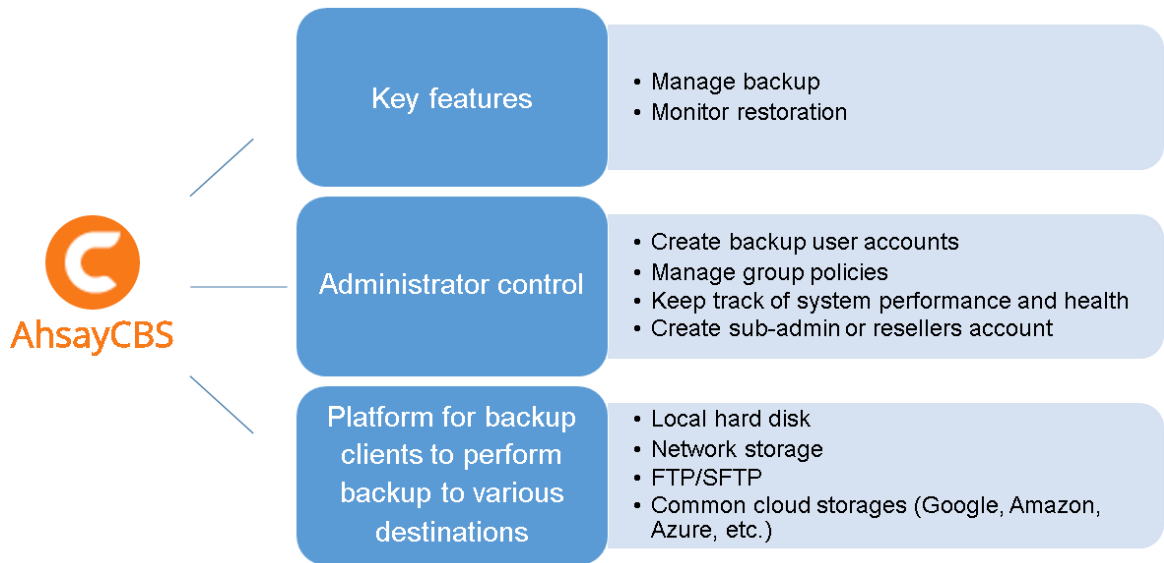 AhsayCBS
Key features
• Manage backup
• Monitor restoration
Administrator control
• Create backup user accounts
• Manage group policies
• Keep track of system performance and health
• Create sub-admin or resellers account
Platform for backup
clients to perform
backup to various
destinations
• Local hard disk
• Network storage
• FTP/SFTP
• Common cloud storages (Google, Amazon,
Azure, etc.)